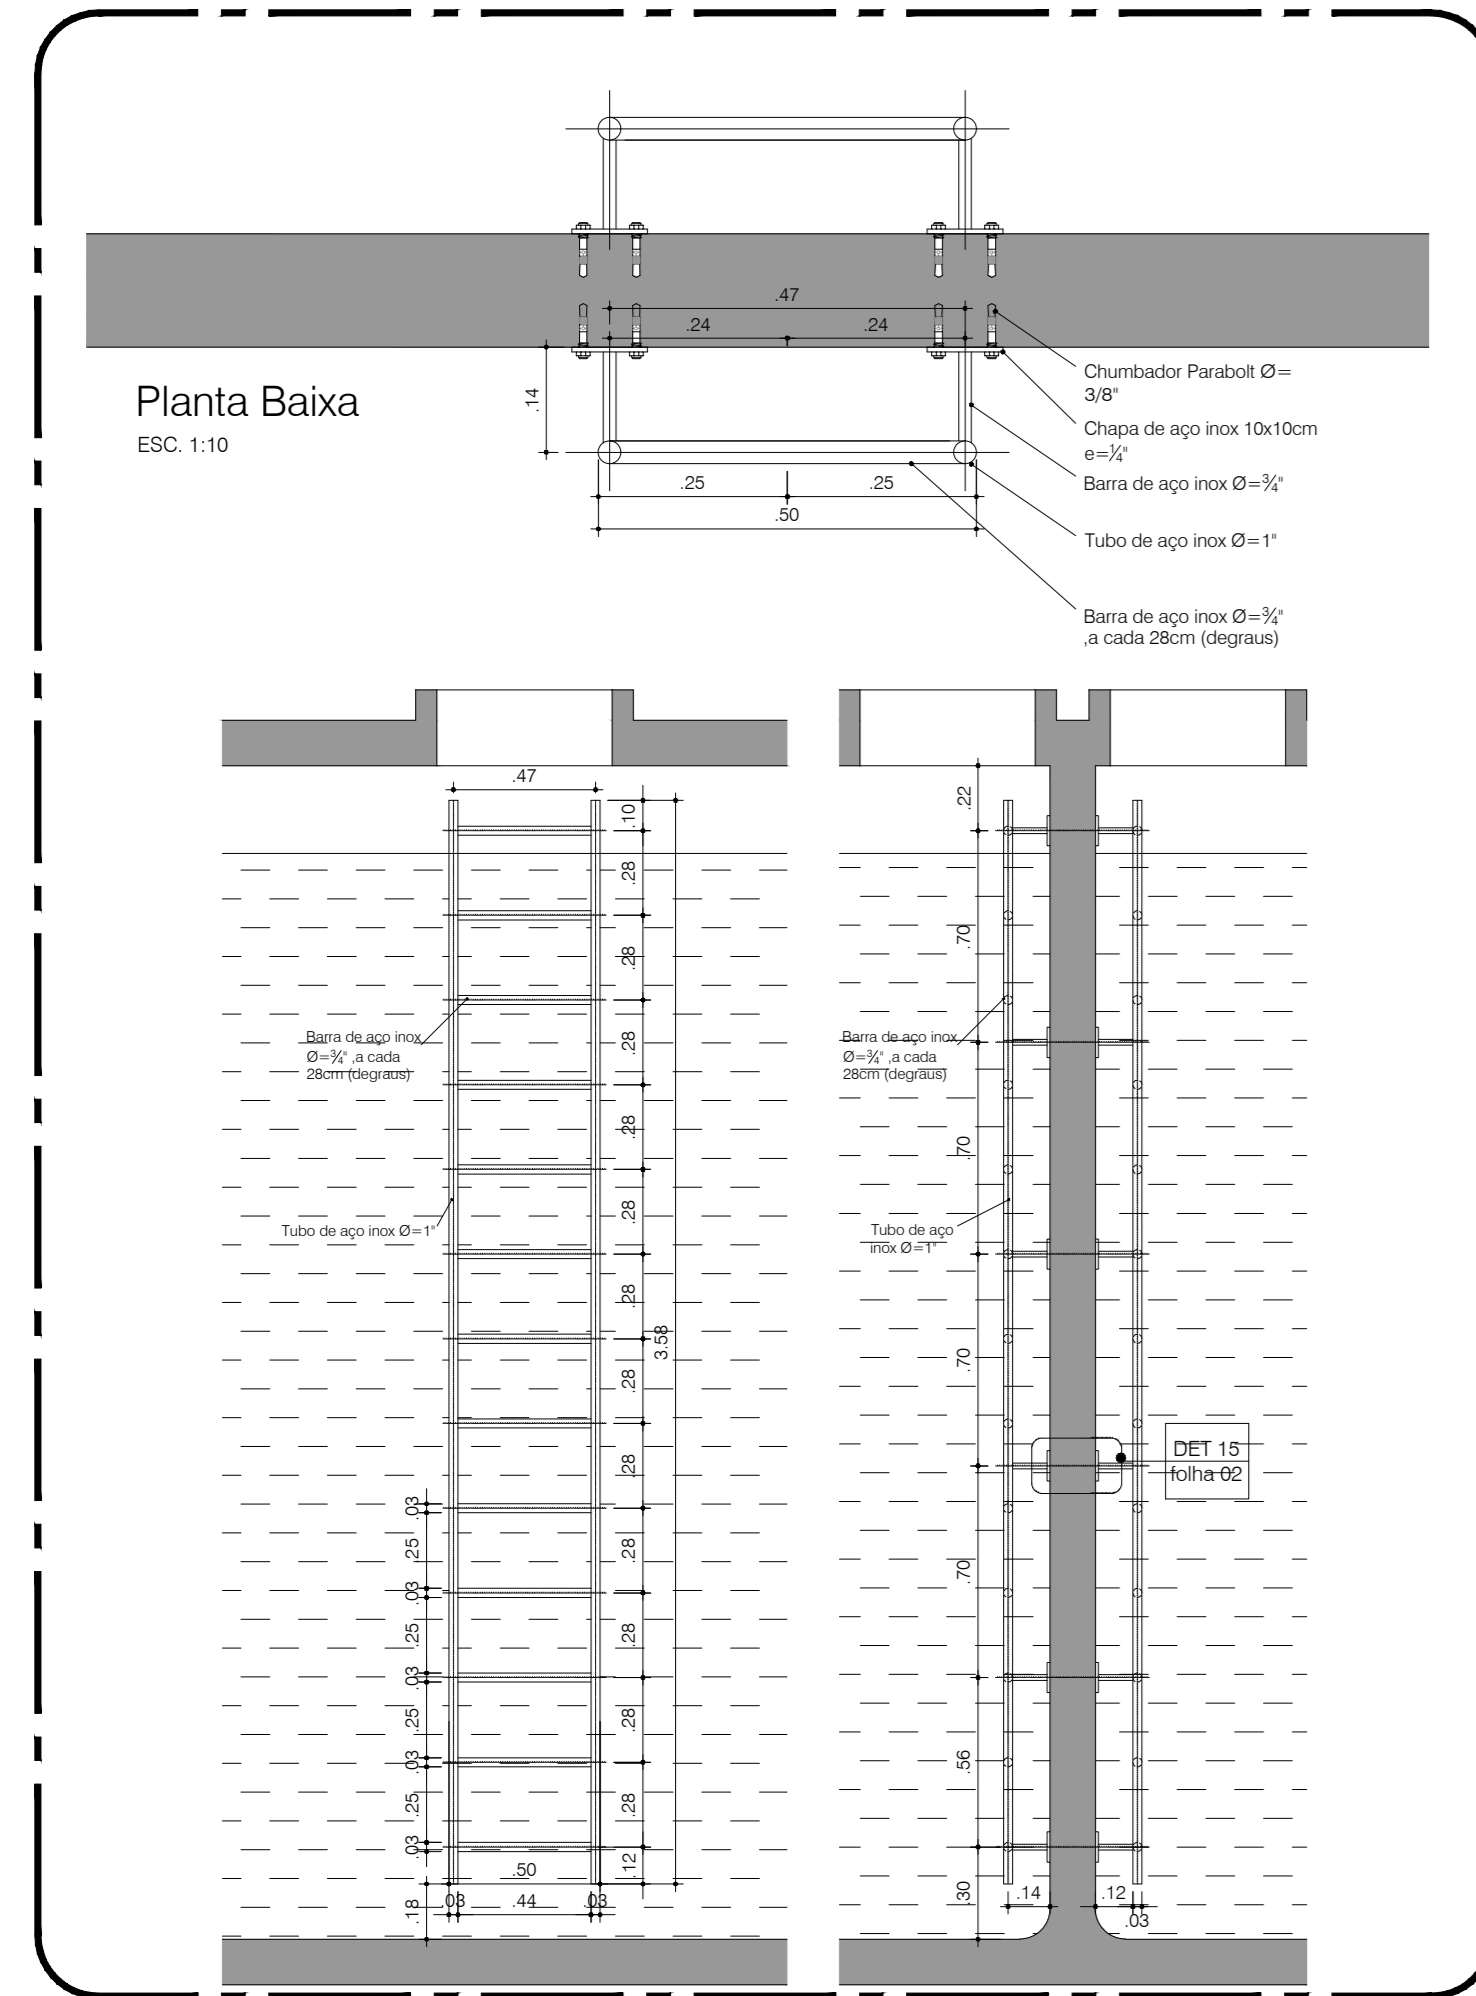 .47
.24
.24
.14
Planta Baixa
ESC. 1:10
.25
.25
.50
Chumbador Parabolt Ø=
3/8"
Chapa de aço inox 10x10cm
e=¼"
Barra de aço inox Ø=¾"
Tubo de aço inox Ø=1"
Barra de aço inox Ø=¾"
,a cada 28cm (degraus)
.47
.10
.28
.28
.28
.28
.28
.28
.28
.28
.28
.28
.28
.28
.12
3.58
Barra de aço inox
Ø=¾" ,a cada
28cm (degraus)
Tubo de aço inox Ø=1"
.03
.25
.03
.25
.03
.25
.03
.25
.03
.18
.50
.03
.44
.03
.22
.70
.70
.70
.70
.56
.30
Barra de aço inox
Ø=¾" ,a cada
28cm (degraus)
Tubo de aço
inox Ø=1"
DET 15
folha 02
.14
.12
.03